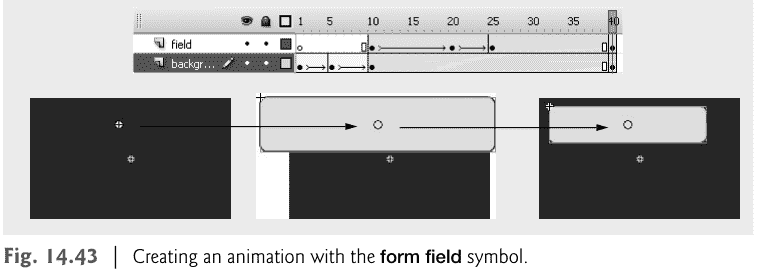 1 5 10 15 20 25 30 35 40
field
backgr...
Fig. 14.43 | Creating an animation with the form field symbol.